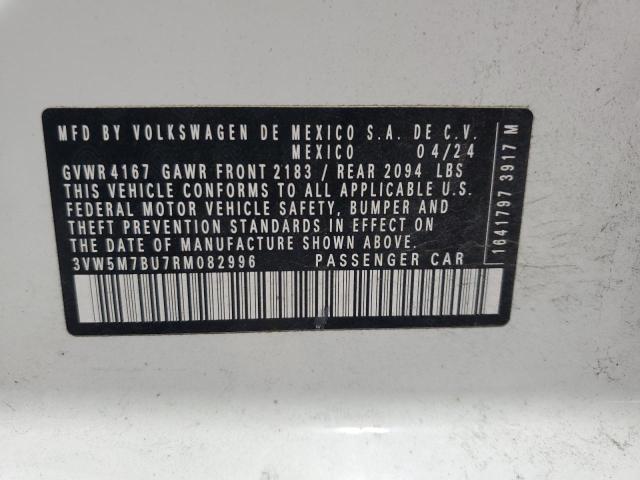 MFD BY VOLKSWAGEN DE MEXICO S.A. DE C.V.
MEXICO 04/24
GVWR 4167 GAWR FRONT 2183 / REAR 2094 LBS
THIS VEHICLE CONFORMS TO ALL APPLICABLE U.S.
FEDERAL MOTOR VEHICLE SAFETY, BUMPER AND
THEFT PREVENTION STANDARDS IN EFFECT ON
THE DATE OF MANUFACTURE SHOWN ABOVE.
3VW5M7BU7RM082996 PASSENGER CAR
1641797 3917 M